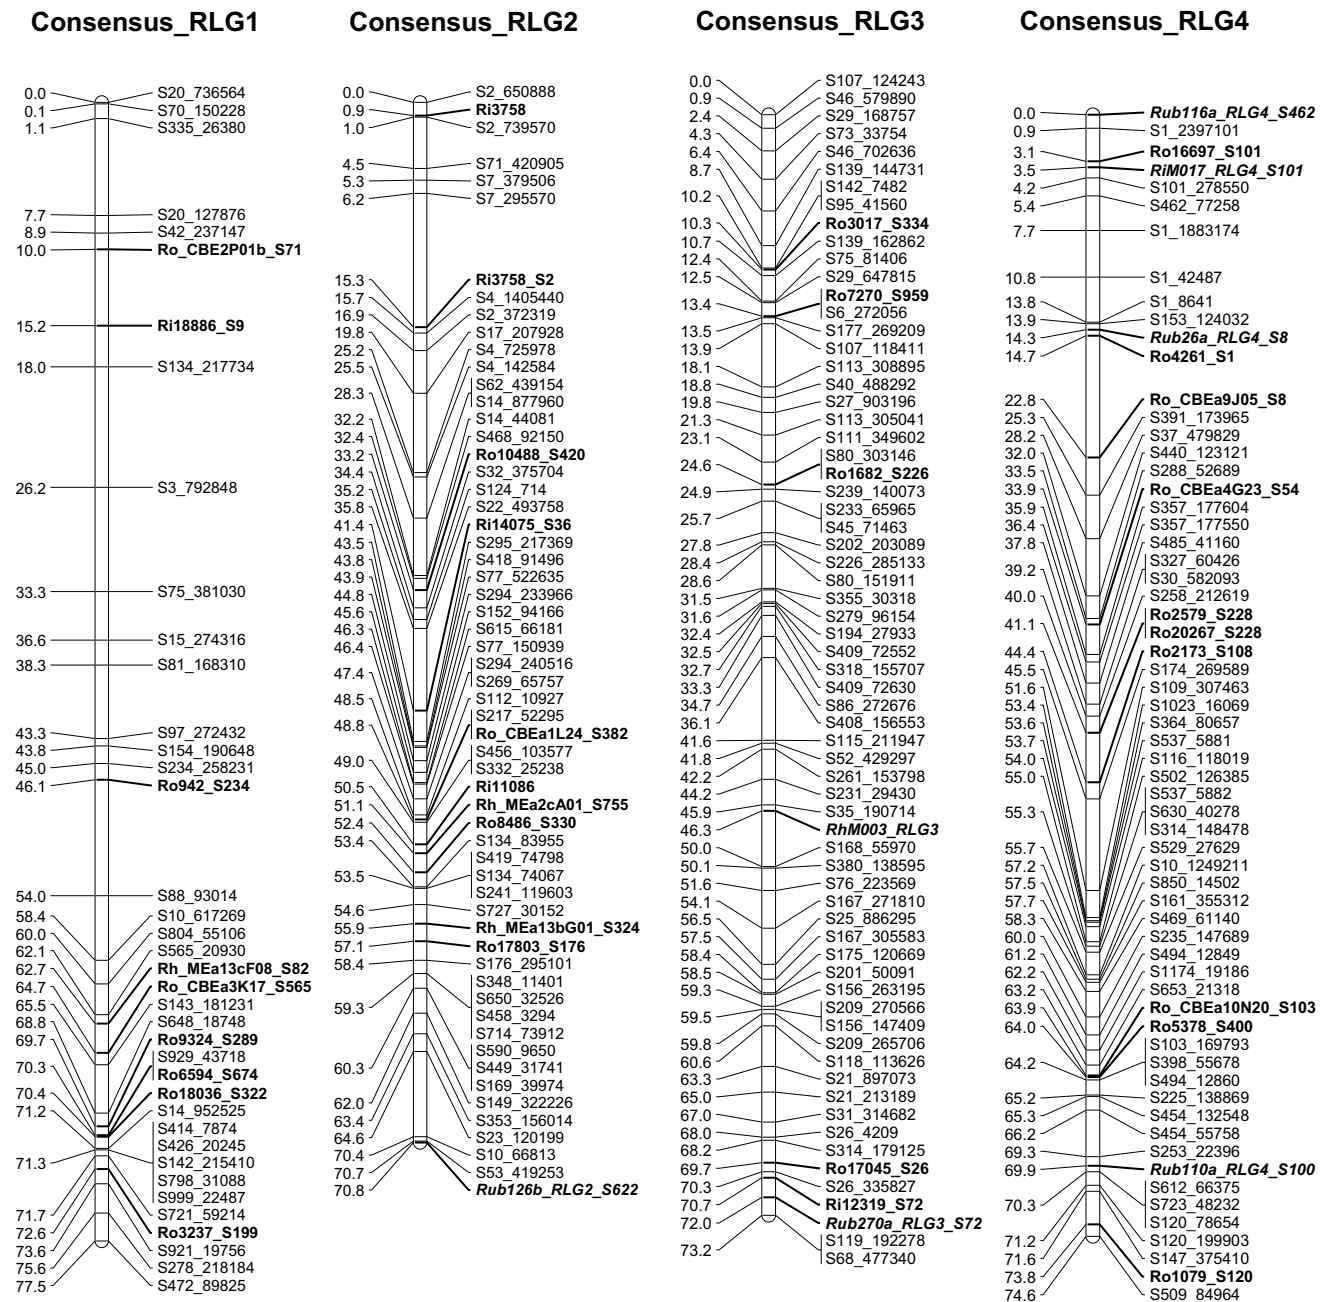 Consensus_RLG1
0.0 S20_736564
0.1 S70_150228
1.1 S335_26380
7.7 S20_127876
8.9 S42_237147
10.0 Ro_CBE2P01b_S71
15.2 Ri18886_S9
18.0 S134_217734
26.2 S3_792848
33.3 S75_381030
36.6 S15_274316
38.3 S81_168310
43.3 S97_272432
43.8 S154_190648
45.0 S234_258231
46.1 Ro942_S234
54.0 S88_93014
58.4 S10_617269
60.0 S804_55106
62.1 S565_20930
62.7 Rh_MEa13cF08_S82
64.7 Ro_CBEa3K17_S565
65.5 S143_181231
68.8 S648_18748
69.7 Ro9324_S289
S929_43718
70.3 Ro6594_S674
70.4 Ro18036_S322
71.2 S14_952525
S414_7874
S426_20245
71.3 S142_215410
S798_31088
S999_22487
71.7 S721_59214
72.6 Ro3237_S199
73.6 S921_19756
75.6 S278_218184
77.5 S472_89825
Consensus_RLG2
0.0 S2_650888
0.9 Ri3758
1.0 S2_739570
4.5 S71_420905
5.3 S7_379506
6.2 S7_295570
15.3 Ri3758_S2
15.7 S4_1405440
16.9 S2_372319
19.8 S17_207928
25.2 S4_725978
25.5 S4_142584
28.3 S62_439154
S14_877960
32.2 S14_44081
32.4 S468_92150
33.2 Ro10488_S420
34.4 S32_375704
35.2 S124_714
35.8 S22_493758
41.4 Ri14075_S36
43.5 S295_217369
43.8 S418_91496
43.9 S77_522635
44.8 S294_233966
45.6 S152_94166
46.3 S615_66181
46.4 S77_150939
47.4 S294_240516
S269_65757
48.5 S112_10927
48.8 S217_52295
Ro_CBEa1L24_S382
49.0 S456_103577
S332_25238
50.5 Ri11086
51.1 Rh_MEa2cA01_S755
52.4 Ro8486_S330
53.4 S134_83955
S419_74798
53.5 S134_74067
S241_119603
54.6 S727_30152
55.9 Rh_MEa13bG01_S324
57.1 Ro17803_S176
58.4 S176_295101
S348_11401
59.3 S650_32526
S458_3294
S714_73912
S590_9650
60.3 S449_31741
S169_39974
62.0 S149_322226
63.4 S353_156014
64.6 S23_120199
70.4 S10_66813
70.7 S53_419253
70.8 Rub126b_RLG2_S622
Consensus_RLG3
0.0 S107_124243
0.9 S46_579890
2.4 S29_168757
4.3 S73_33754
6.4 S46_702636
8.7 S139_144731
10.2 S142_7482
S95_41560
10.3 Ro3017_S334
10.7 S139_162862
12.4 S75_81406
12.5 S29_647815
13.4 Ro7270_S959
S6_272056
13.5 S177_269209
13.9 S107_118411
18.1 S113_308895
18.8 S40_488292
19.8 S27_903196
21.3 S113_305041
23.1 S111_349602
24.6 S80_303146
Ro1682_S226
24.9 S239_140073
25.7 S233_65965
S45_71463
27.8 S202_203089
28.4 S226_285133
28.6 S80_151911
31.5 S355_30318
31.6 S279_96154
32.4 S194_27933
32.5 S409_72552
32.7 S318_155707
33.3 S409_72630
34.7 S86_272676
36.1 S408_156553
41.6 S115_211947
41.8 S52_429297
42.2 S261_153798
44.2 S231_29430
45.9 S35_190714
46.3 RhM003_RLG3
50.0 S168_55970
50.1 S380_138595
51.6 S76_223569
54.1 S167_271810
56.5 S25_886295
57.5 S167_305583
58.4 S175_120669
58.5 S201_50091
59.3 S156_263195
59.5 S209_270566
S156_147409
59.8 S209_265706
60.6 S118_113626
63.3 S21_897073
65.0 S21_213189
67.0 S31_314682
68.0 S26_4209
68.2 S314_179125
69.7 Ro17045_S26
70.3 S26_335827
70.7 Ri12319_S72
72.0 Rub270a_RLG3_S72
73.2 S119_192278
S68_477340
Consensus_RLG4
0.0 Rub116a_RLG4_S462
0.9 S1_2397101
3.1 Ro16697_S101
3.5 RiM017_RLG4_S101
4.2 S101_278550
5.4 S462_77258
7.7 S1_1883174
10.8 S1_42487
13.8 S1_8641
13.9 S153_124032
14.3 Rub26a_RLG4_S8
14.7 Ro4261_S1
22.8 Ro_CBEa9J05_S8
25.3 S391_173965
28.2 S37_479829
32.0 S440_123121
33.5 S288_52689
33.9 Ro_CBEa4G23_S54
35.9 S357_177604
36.4 S357_177550
37.8 S485_41160
39.2 S327_60426
S30_582093
40.0 S258_212619
41.1 Ro2579_S228
Ro20267_S228
44.4 Ro2173_S108
45.5 S174_269589
51.6 S109_307463
53.4 S1023_16069
53.6 S364_80657
53.7 S537_5881
54.0 S116_118019
55.0 S502_126385
S537_5882
55.3 S630_40278
S314_148478
55.7 S529_27629
57.2 S10_1249211
57.5 S850_14502
57.7 S161_355312
58.3 S469_61140
60.0 S235_147689
61.2 S494_12849
62.2 S1174_19186
63.2 S653_21318
63.9 Ro_CBEa10N20_S103
64.0 Ro5378_S400
S103_169793
64.2 S398_55678
S494_12860
65.2 S225_138869
65.3 S454_132548
66.2 S454_55758
69.3 S253_22396
69.9 Rub110a_RLG4_S100
S612_66375
70.3 S723_48232
S120_78654
71.2 S120_199903
71.6 S147_375410
73.8 Ro1079_S120
74.6 S509_84964